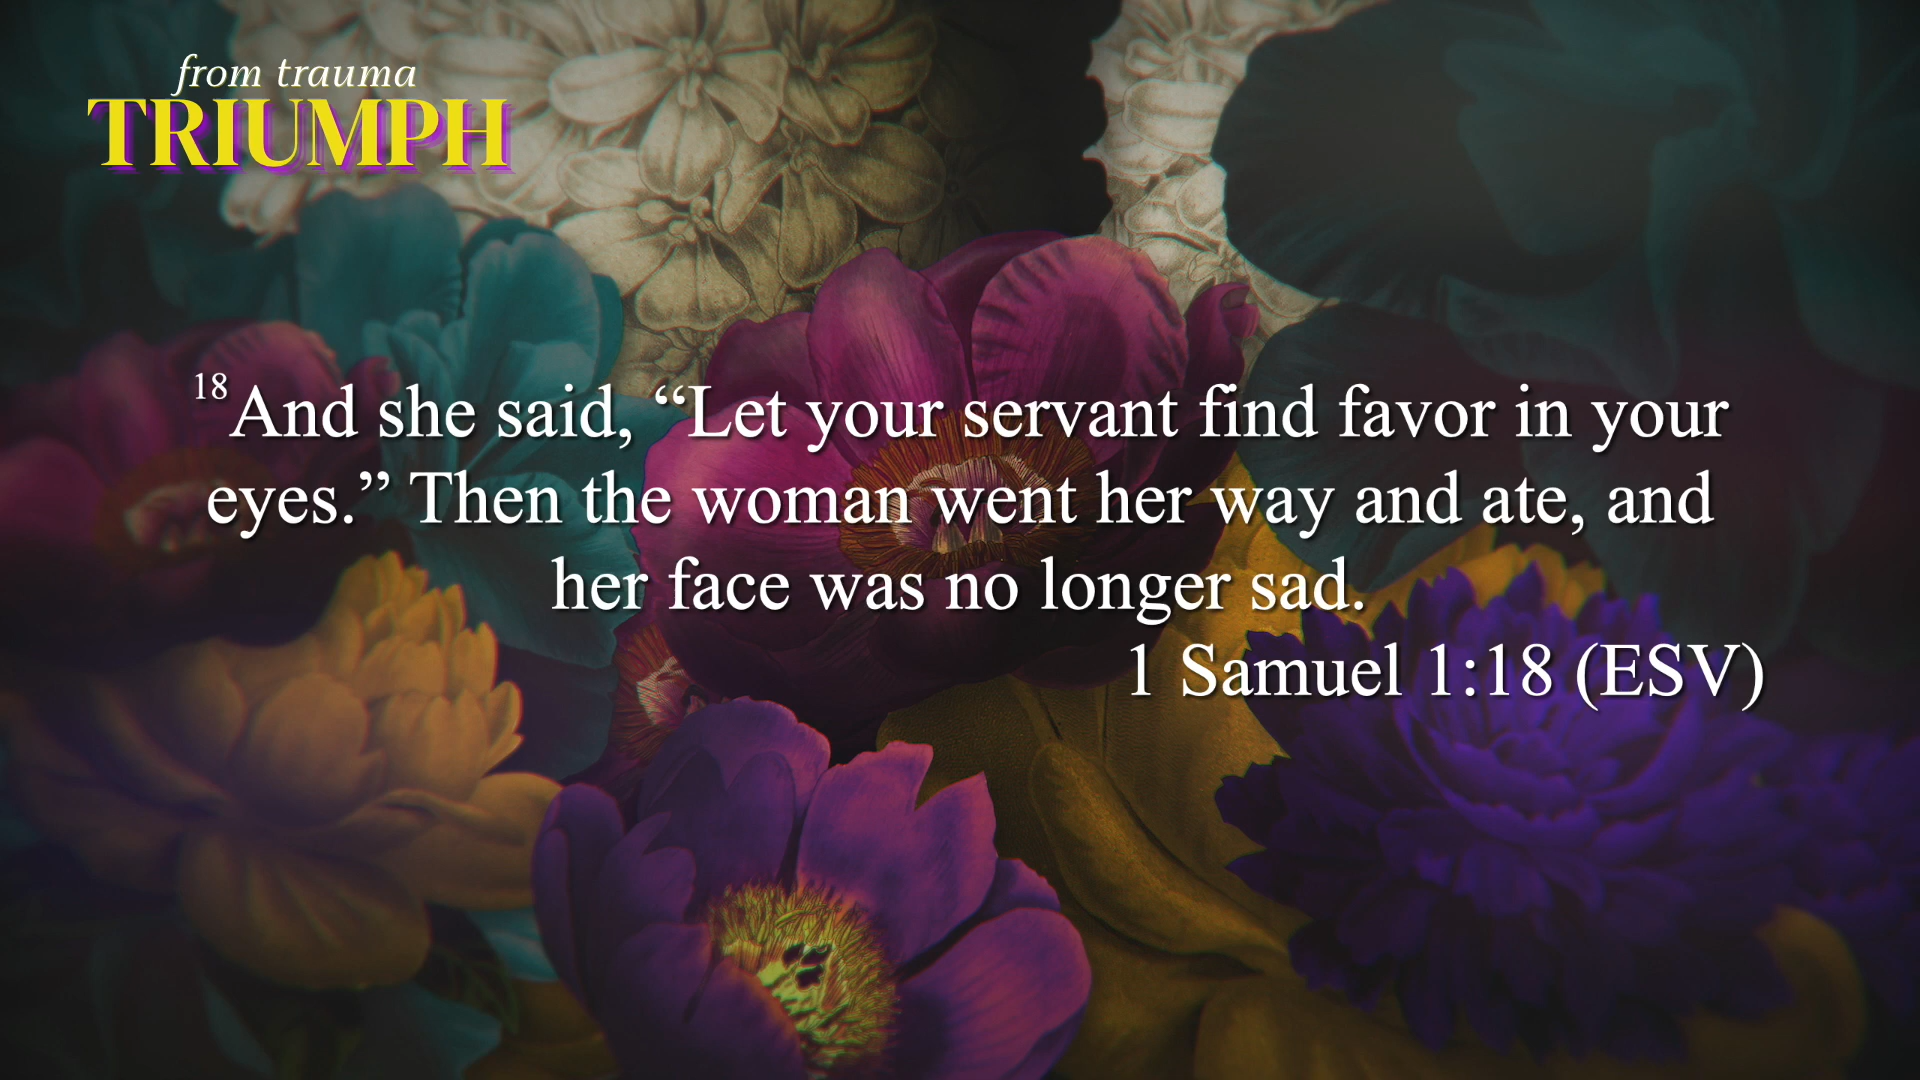 from trauma
TRIUMPH
18And she said, “Let your servant find favor in your
eyes.” Then the woman went her way and ate, and
her face was no longer sad.
1 Samuel 1:18 (ESV)